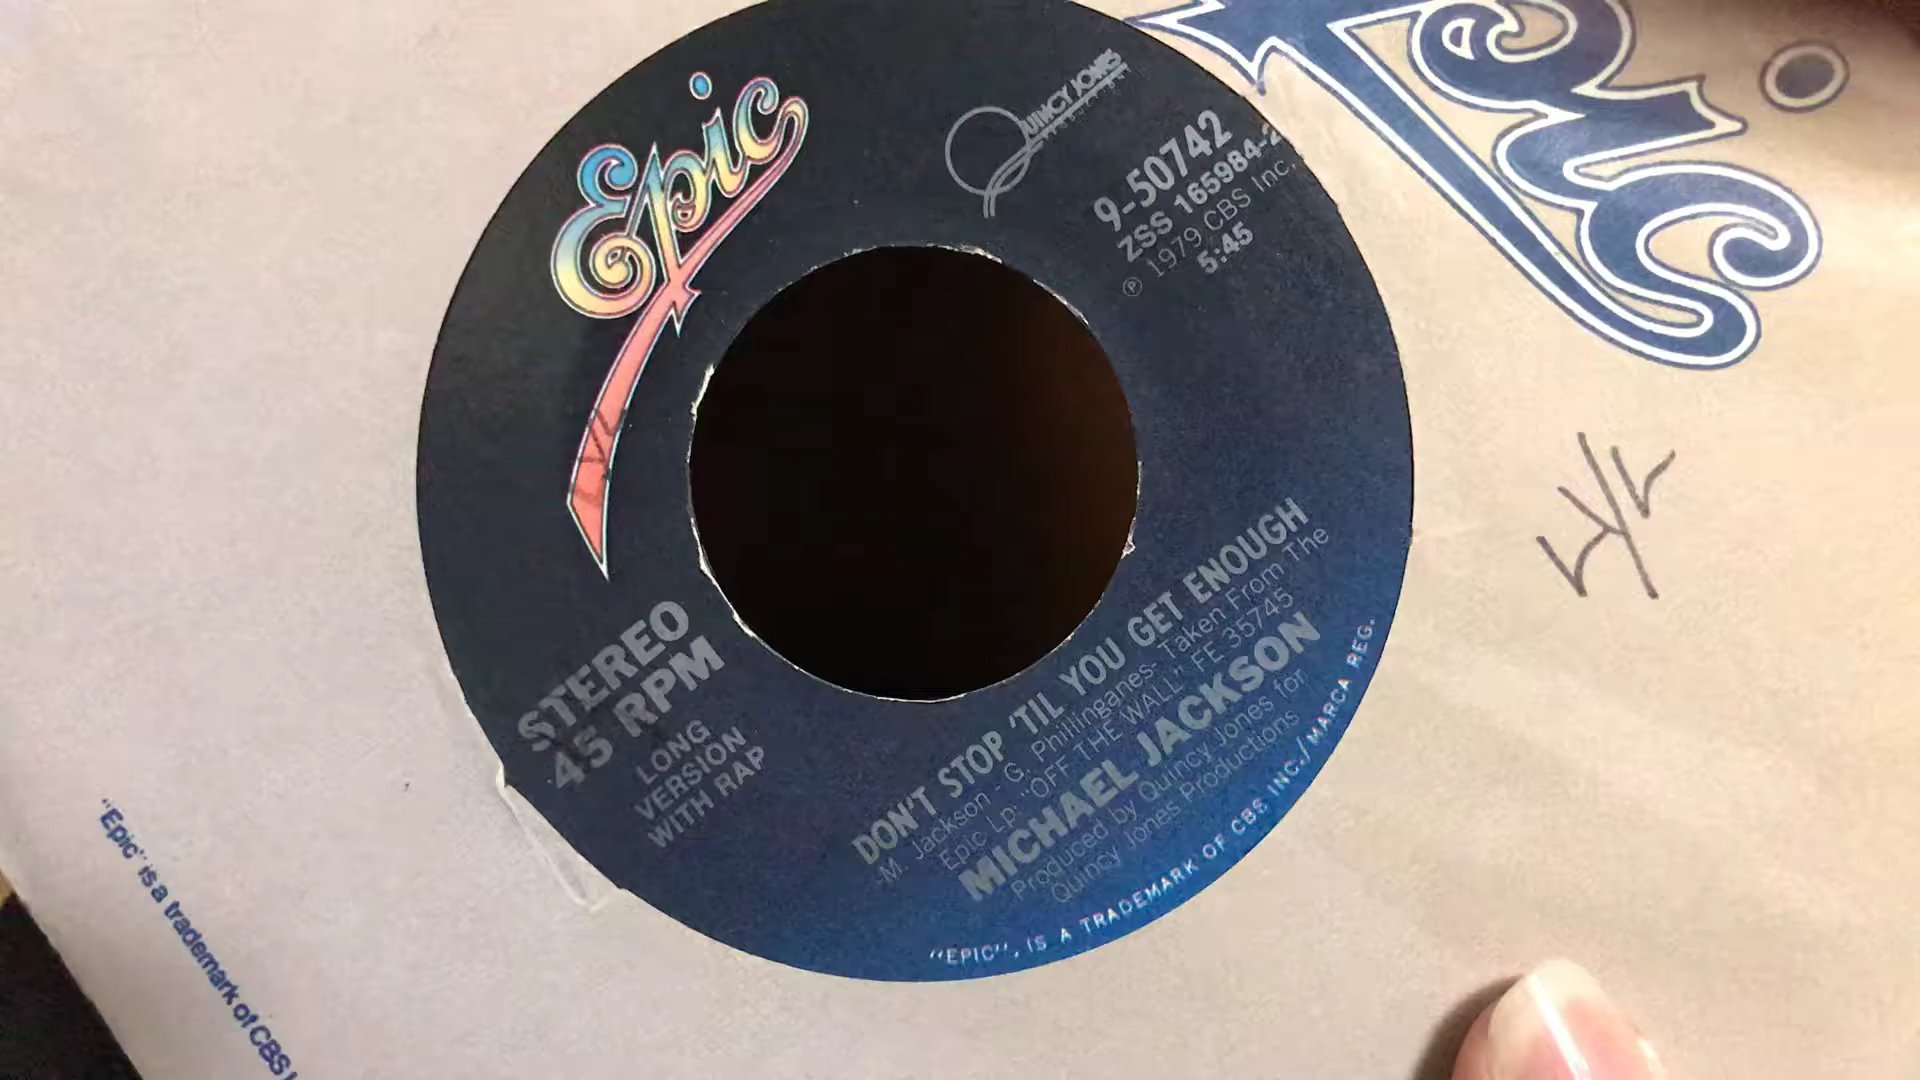 Epic
QUINCY JONES
9-50742
ZSS 165984-2
℗ 1979 CBS Inc.
5:45
STEREO
45 RPM
LONG
VERSION
WITH RAP
DON'T STOP 'TIL YOU GET ENOUGH
-M. Jackson - G. Phillinganes- Taken From The
Epic Lp: "OFF THE WALL" FE 35745
MICHAEL JACKSON
Produced by Quincy Jones for
Quincy Jones Productions
"EPIC", IS A TRADEMARK OF CBS INC./MARCA REG.
Epic
"Epic" is a trademark of CBS I